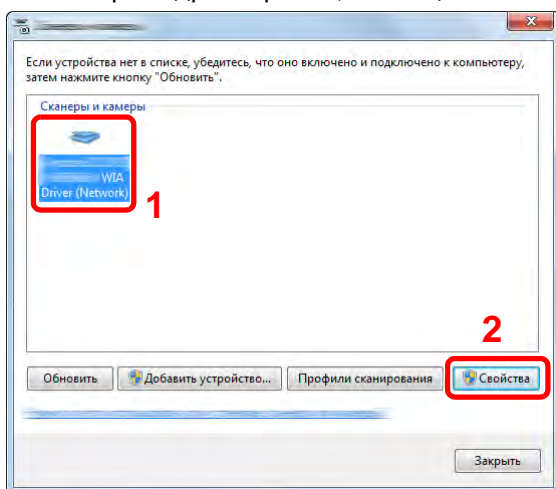 Если устройства нет в списке, убедитесь, что оно включено и подключено к компьютеру,
затем нажмите кнопку "Обновить".
Сканеры и камеры
WIA
Driver (Network)
1
2
Обновить
Добавить устройство...
Профили сканирования
Свойства
Закрыть